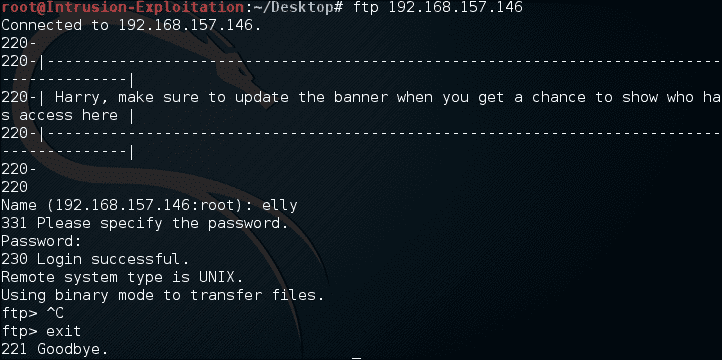 root@Intrusion-Exploitation:~/Desktop# ftp 192.168.157.146
Connected to 192.168.157.146.
220-
220-|-----------------------------------------------------------------------
--------------|
220-| Harry, make sure to update the banner when you get a chance to show who ha
s access here |
220-|-----------------------------------------------------------------------
--------------|
220-
220
Name (192.168.157.146:root): elly
331 Please specify the password.
Password:
230 Login successful.
Remote system type is UNIX.
Using binary mode to transfer files.
ftp> ^C
ftp> exit
221 Goodbye.